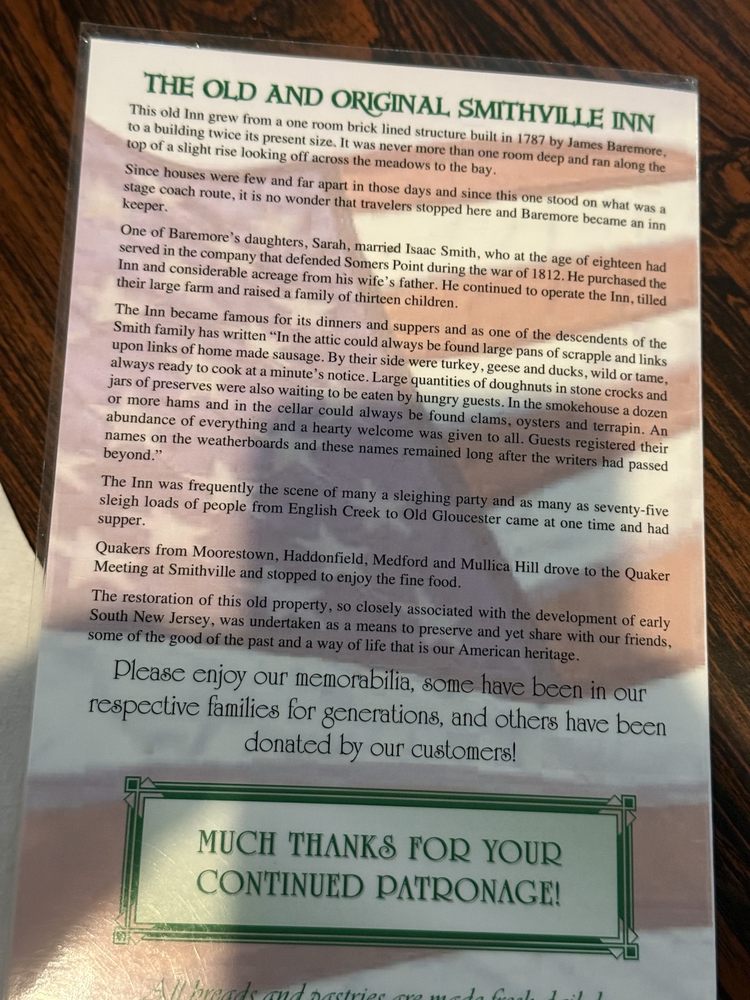 THE OLD AND ORIGINAL SMITHVILLE INN
This old Inn grew from a one room brick lined structure built in 1787 by James Baremore,
to a building twice its present size. It was never more than one room deep and ran along the
top of a slight rise looking off across the meadows to the bay.
Since houses were few and far apart in those days and since this one stood on what was a
stage coach route, it is no wonder that travelers stopped here and Baremore became an inn
keeper.
One of Baremore's daughters, Sarah, married Isaac Smith, who at the age of eighteen had
served in the company that defended Somers Point during the war of 1812. He purchased the
Inn and considerable acreage from his wife's father. He continued to operate the Inn, tilled
their large farm and raised a family of thirteen children.
The Inn became famous for its dinners and suppers and as one of the descendents of the
Smith family has written “In the attic could always be found large pans of scrapple and links
upon links of home made sausage. By their side were turkey, geese and ducks, wild or tame,
always ready to cook at a minute's notice. Large quantities of doughnuts in stone crocks and
jars of preserves were also waiting to be eaten by hungry guests. In the smokehouse a dozen
or more hams and in the cellar could always be found clams, oysters and terrapin. An
abundance of everything and a hearty welcome was given to all. Guests registered their
names on the weatherboards and these names remained long after the writers had passed
beyond.”
The Inn was frequently the scene of many a sleighing party and as many as seventy-five
sleigh loads of people from English Creek to Old Gloucester came at one time and had
supper.
Quakers from Moorestown, Haddonfield, Medford and Mullica Hill drove to the Quaker
Meeting at Smithville and stopped to enjoy the fine food.
The restoration of this old property, so closely associated with the development of early
South New Jersey, was undertaken as a means to preserve and yet share with our friends,
some of the good of the past and a way of life that is our American heritage.
Please enjoy our memorabilia, some have been in our
respective families for generations, and others have been
donated by our customers!
MUCH THANKS FOR YOUR
CONTINUED PATRONAGE!
All breads and pastries are made fresh daily